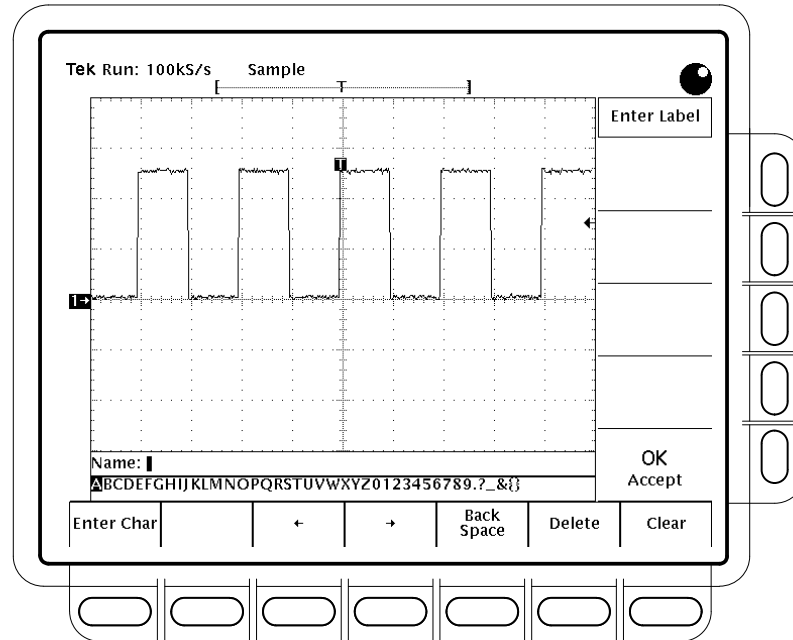 Tek Run: 100kS/s Sample
T
Enter Label
T
1→
Name:
ABCDEFGHIJKLMNOPQRSTUVWXYZ0123456789.?_&{}
OK
Accept
Enter Char
←
→
Back
Space
Delete
Clear